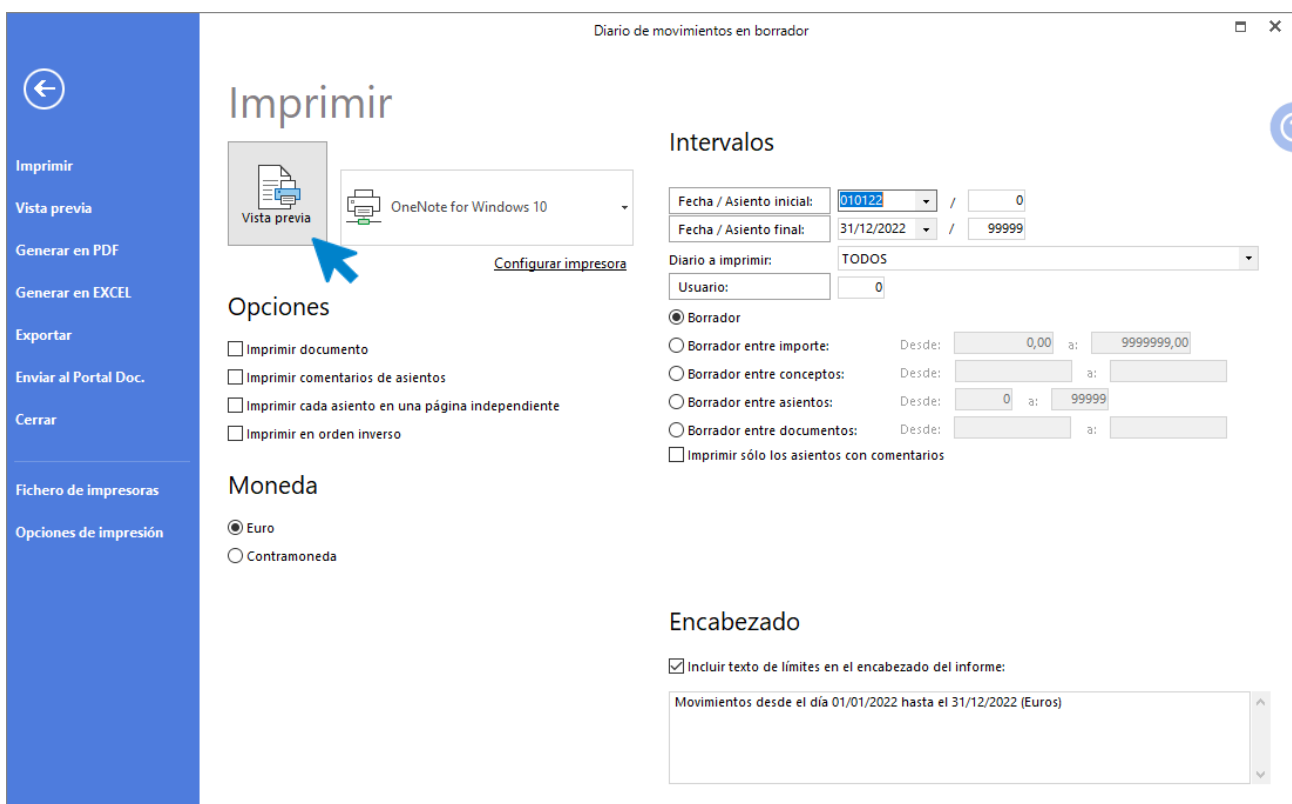 Diario de movimientos en borrador
Imprimir
Vista previa
Generar en PDF
Generar en EXCEL
Exportar
Enviar al Portal Doc.
Cerrar
Fichero de impresoras
Opciones de impresión
Imprimir
Vista previa
OneNote for Windows 10
Configurar impresora
Opciones
Imprimir documento
Imprimir comentarios de asientos
Imprimir cada asiento en una página independiente
Imprimir en orden inverso
Moneda
Euro
Contramoneda
Intervalos
Fecha / Asiento inicial: 010122 / 0
Fecha / Asiento final: 31/12/2022 / 99999
Diario a imprimir: TODOS
Usuario: 0
Borrador
Borrador entre importe: Desde: 0,00 a: 9999999,00
Borrador entre conceptos: Desde: a:
Borrador entre asientos: Desde: 0 a: 99999
Borrador entre documentos: Desde: a:
Imprimir sólo los asientos con comentarios
Encabezado
Incluir texto de límites en el encabezado del informe:
Movimientos desde el día 01/01/2022 hasta el 31/12/2022 (Euros)